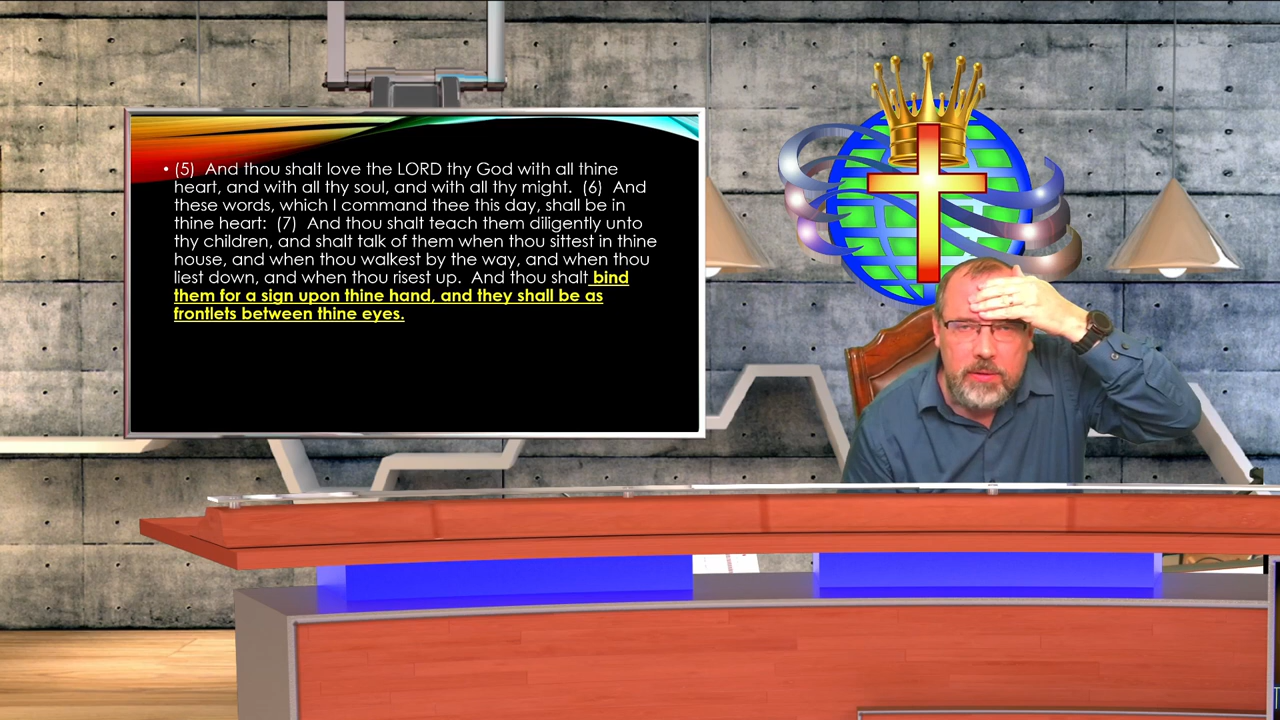 • (5) And thou shalt love the LORD thy God with all thine
heart, and with all thy soul, and with all thy might. (6) And
these words, which I command thee this day, shall be in
thine heart: (7) And thou shalt teach them diligently unto
thy children, and shalt talk of them when thou sittest in thine
house, and when thou walkest by the way, and when thou
liest down, and when thou risest up. And thou shalt bind
them for a sign upon thine hand, and they shall be as
frontlets between thine eyes.